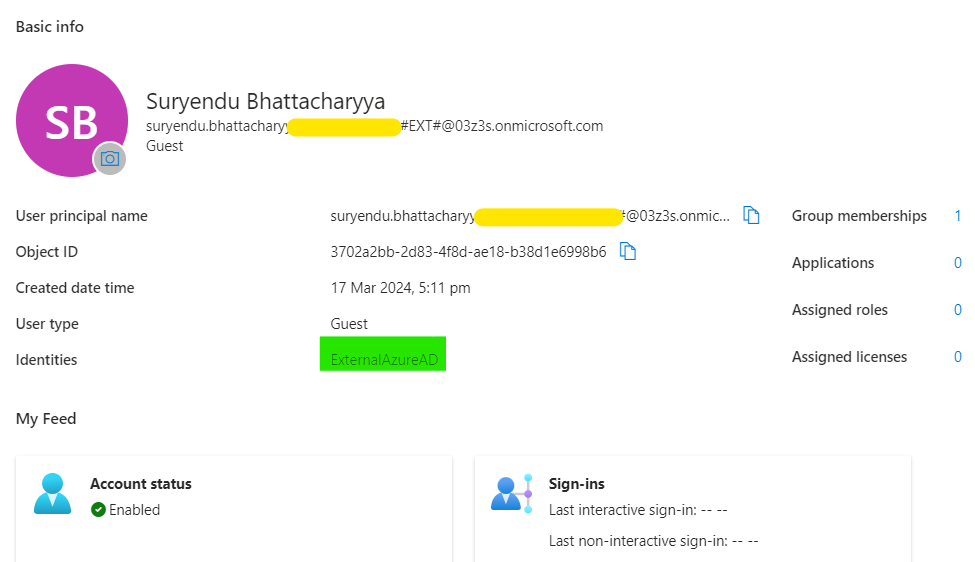 Basic info
SB
Suryendu Bhattacharyya
suryendu.bhattachary #EXT#@03z3s.onmicrosoft.com
Guest
User principal name suryendu.bhattacharyy #@03z3s.onmic... Group memberships 1
Object ID 3702a2bb-2d83-4f8d-ae18-b38d1e6998b6
Applications 0
Created date time 17 Mar 2024, 5:11 pm
Assigned roles 0
User type Guest
Identities ExternalAzureAD Assigned licenses 0
My Feed
Account status
Enabled
Sign-ins
Last interactive sign-in: -- --
Last non-interactive sign-in: -- --